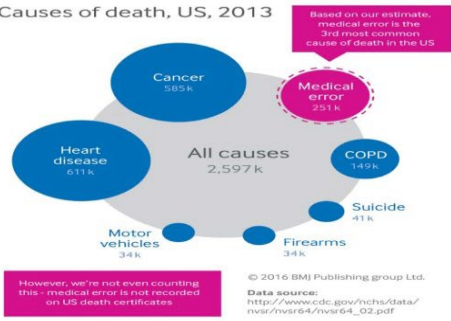 Causes of death, US, 2013
Based on our estimate,
medical error is the
3rd most common
cause of death in the US
Cancer
585k
Medical
error
251k
Heart
disease
611k
All causes
2,597k
COPD
149k
Suicide
41k
Motor
vehicles
34k
Firearms
34k
However, we're not even counting
this - medical error is not recorded
on US death certificates
© 2016 BMJ Publishing group Ltd.
Data source:
http://www.cdc.gov/nchs/data/
nvsr/nvsr64/nvsr64_02.pdf